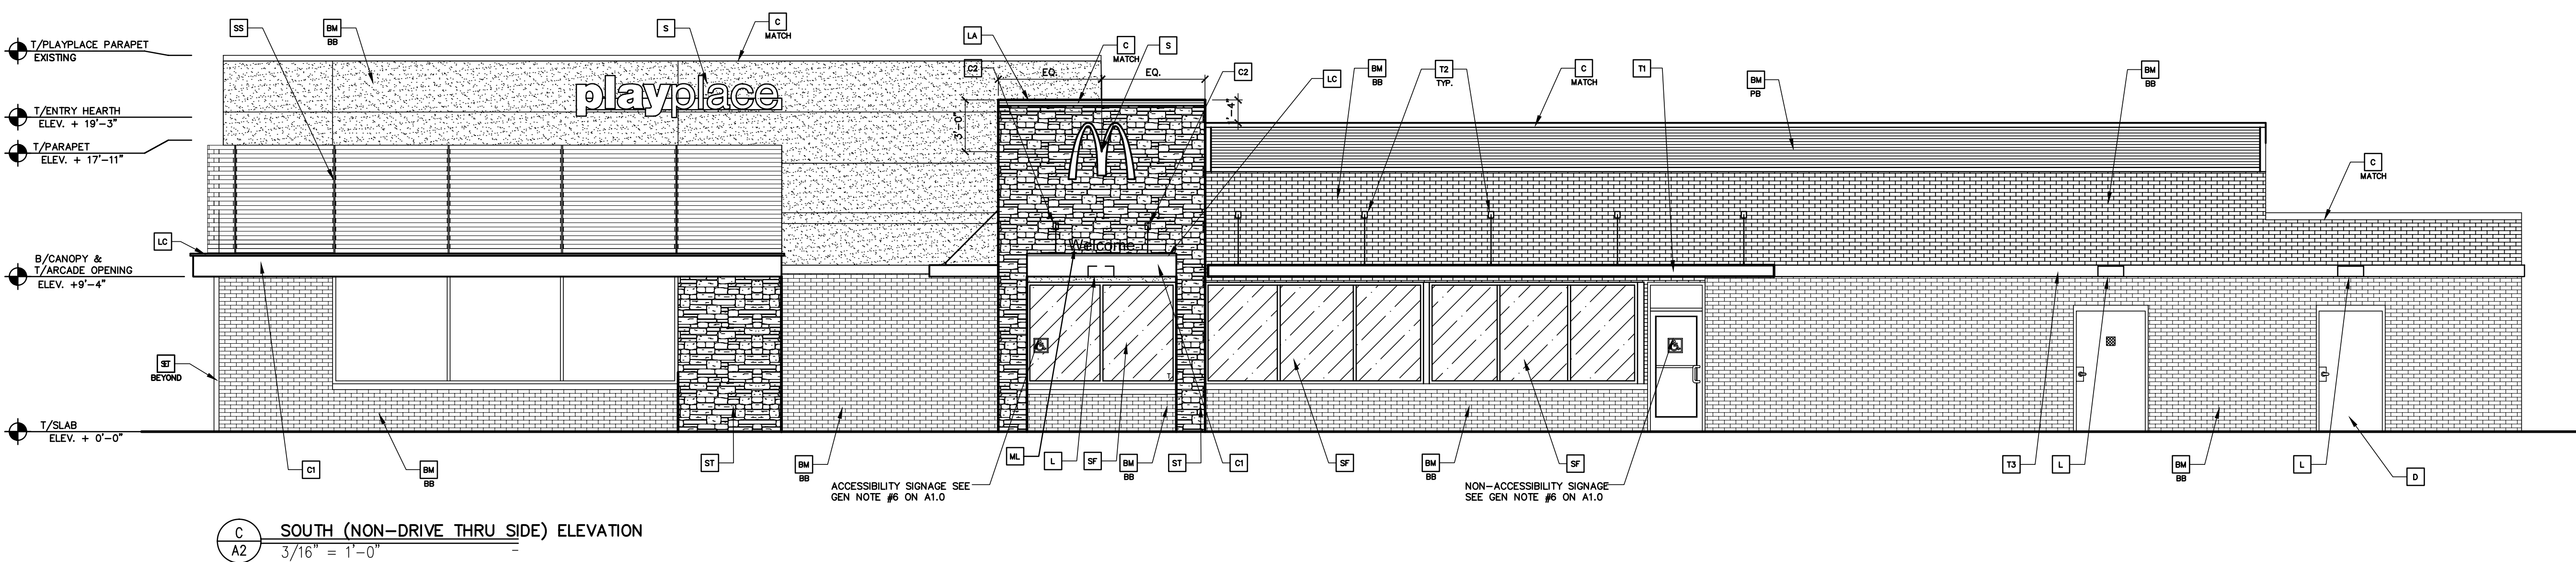 T/PLAYPLACE PARAPET
EXISTING
T/ENTRY HEARTH
ELEV. + 19'-3"
T/PARAPET
ELEV. + 17'-11"
B/CANOPY &
T/ARCADE OPENING
ELEV. +9'-4"
T/SLAB
ELEV. + 0'-0"
SS
BM
BB
S
C
MATCH
LA
C2
EQ.
EQ.
C
MATCH
S
C2
LC
BM
BB
T2
TYP.
C
MATCH
T1
BM
PB
BM
BB
C
MATCH
playplace
3'-0"
1'-4"
Welcome
LC
BEYOND
C1
BM
BB
ST
BM
BB
ML
L
SF
BM
BB
ST
C1
SF
BM
BB
SF
T3
L
BM
BB
L
D
ACCESSIBILITY SIGNAGE SEE
GEN NOTE #6 ON A1.0
NON-ACCESSIBILITY SIGNAGE
SEE GEN NOTE #6 ON A1.0
C
A2
SOUTH (NON-DRIVE THRU SIDE) ELEVATION
3/16" = 1'-0"